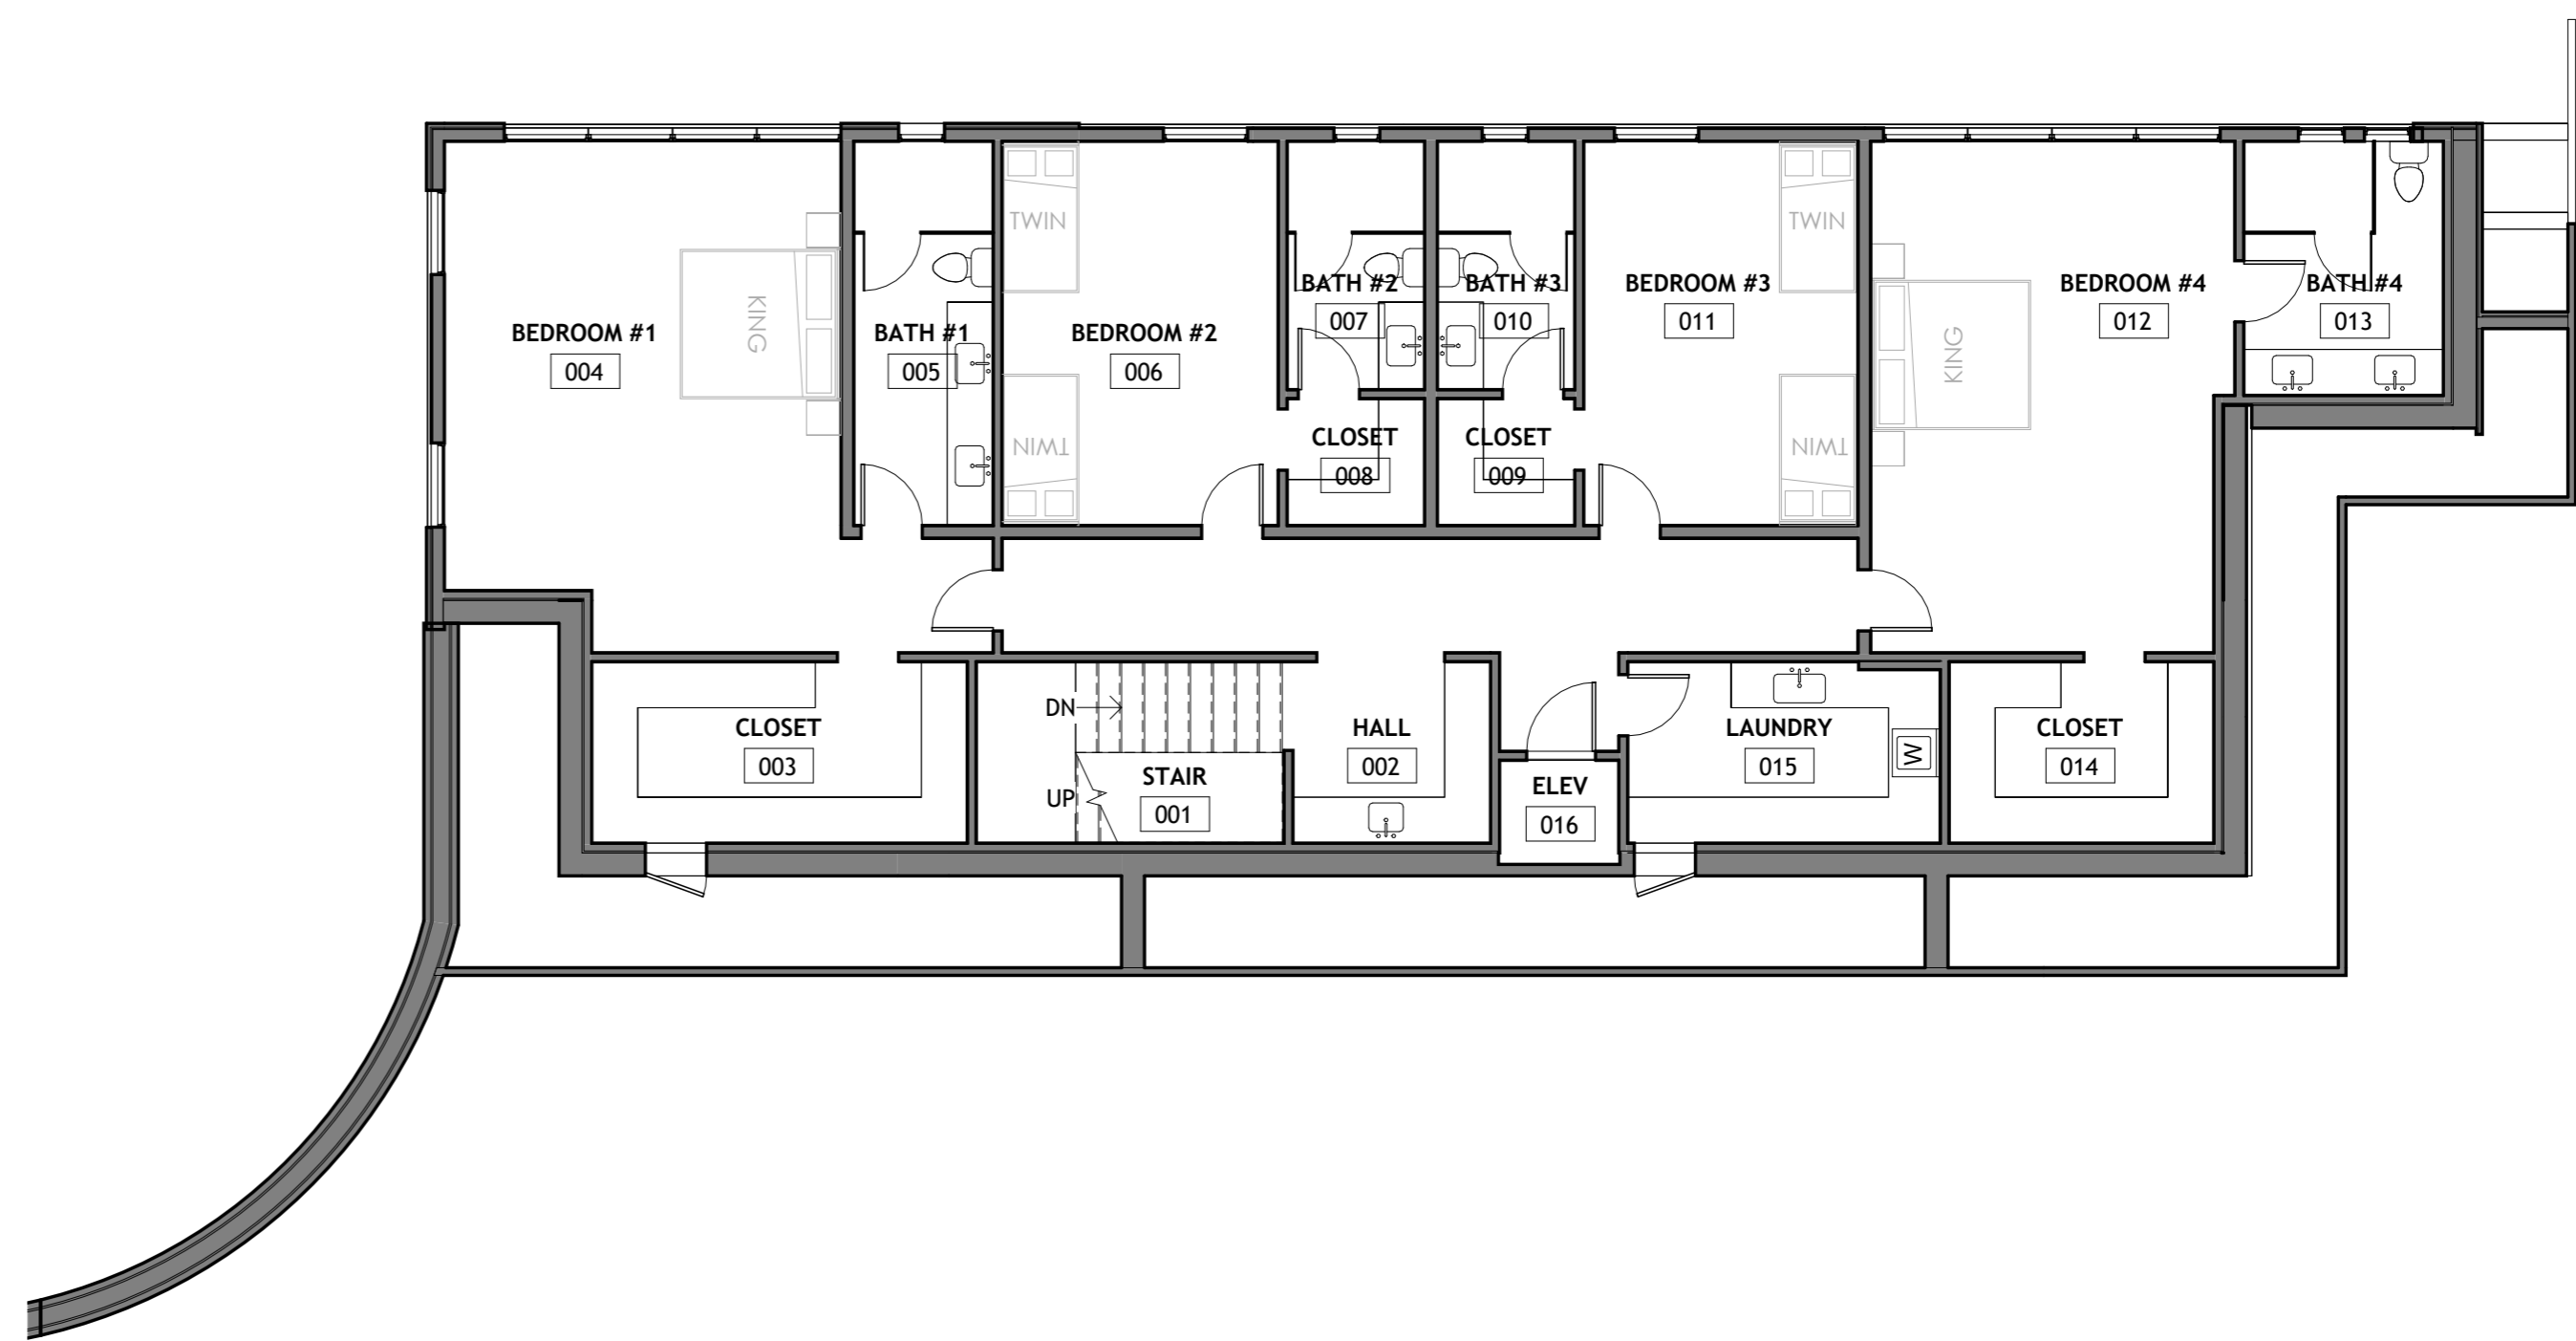 TWIN
TWIN
BATH #2
007
BATH #3
010
BEDROOM #3
011
BEDROOM #4
012
BATH #4
013
KING
BEDROOM #1
004
BATH #1
005
BEDROOM #2
006
KING
TWIN
CLOSET
008
CLOSET
009
TWIN
DN
CLOSET
003
HALL
002
LAUNDRY
015
W
CLOSET
014
UP
STAIR
001
ELEV
016